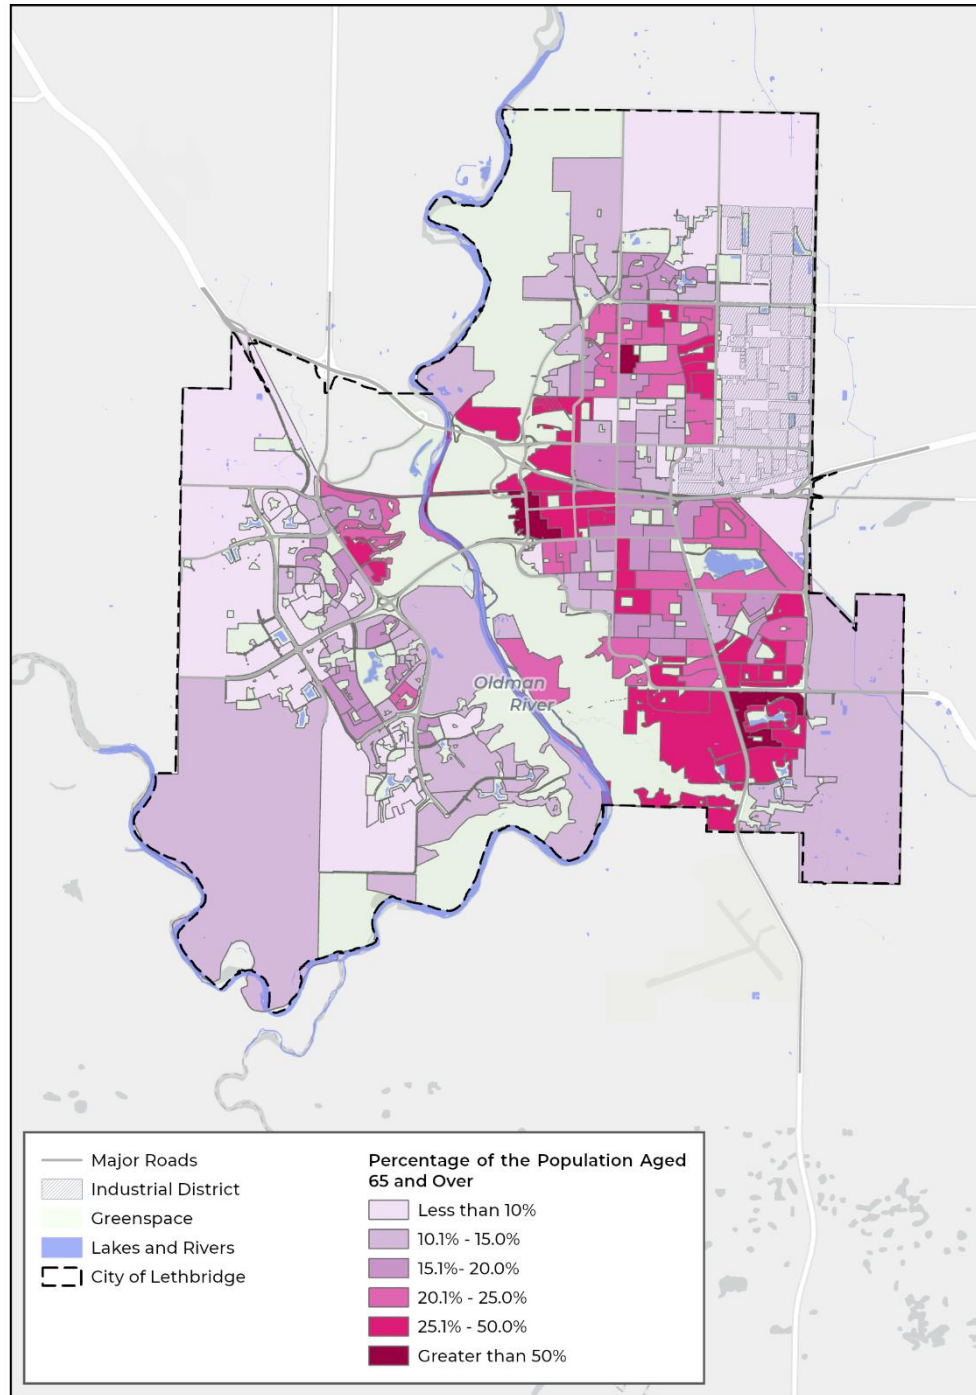 Oldman
River
Major Roads
Industrial District
Greenspace
Lakes and Rivers
City of Lethbridge
Percentage of the Population Aged
65 and Over
Less than 10%
10.1% - 15.0%
15.1%- 20.0%
20.1% - 25.0%
25.1% - 50.0%
Greater than 50%